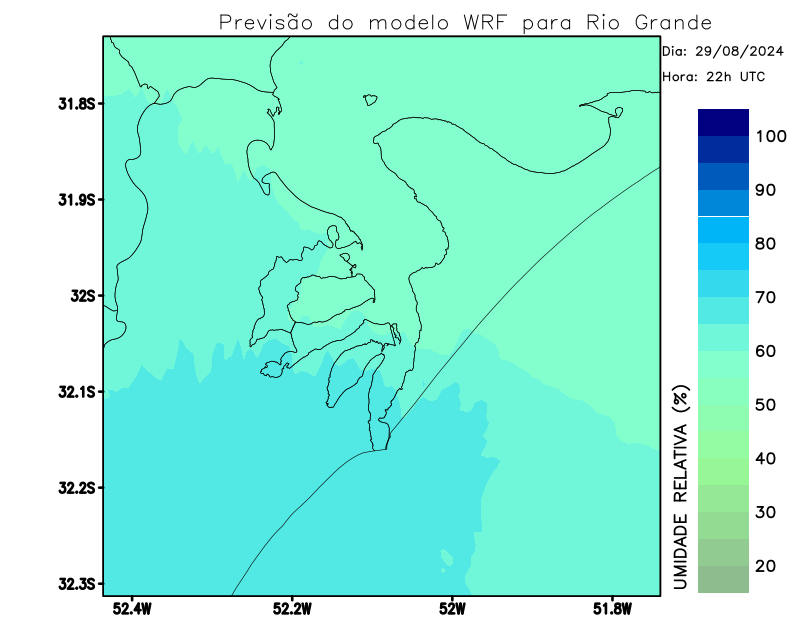 Previsão do modelo WRF para Rio Grande
Dia: 29/08/2024
Hora: 22h UTC
31.8S
31.9S
32S
32.1S
32.2S
32.3S
52.4W
52.2W
52W
51.8W
100
90
80
70
60
50
40
30
20
UMIDADE RELATIVA (%)